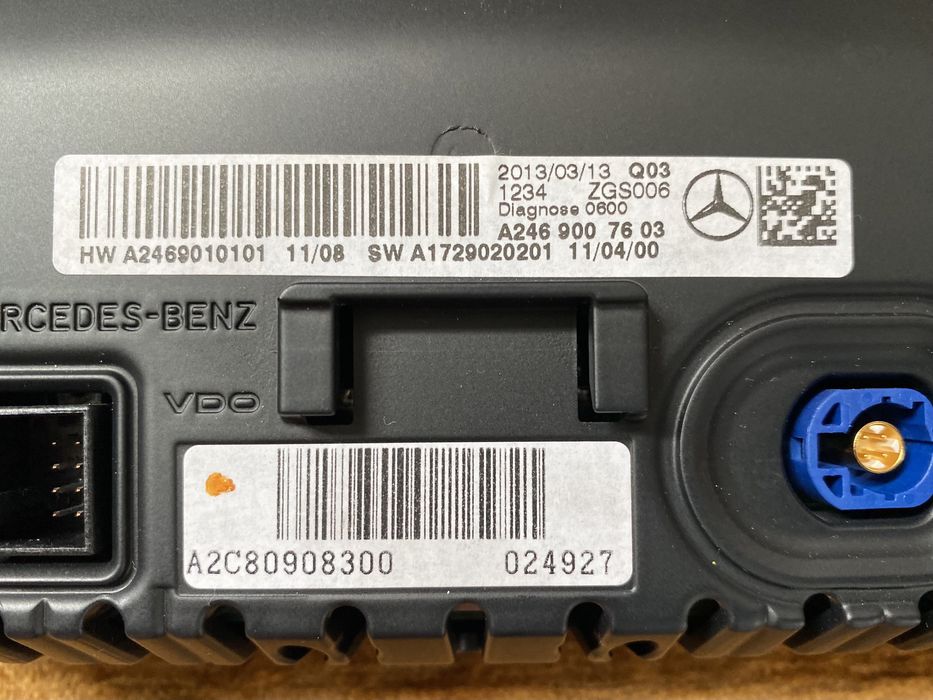 2013/03/13 Q03
1234 ZGS006
Diagnose 0600
A246 900 76 03
HW A2469010101 11/08 SW A1729020201 11/04/00
RCEDES-BENZ
VDO
A2C80908300 024927